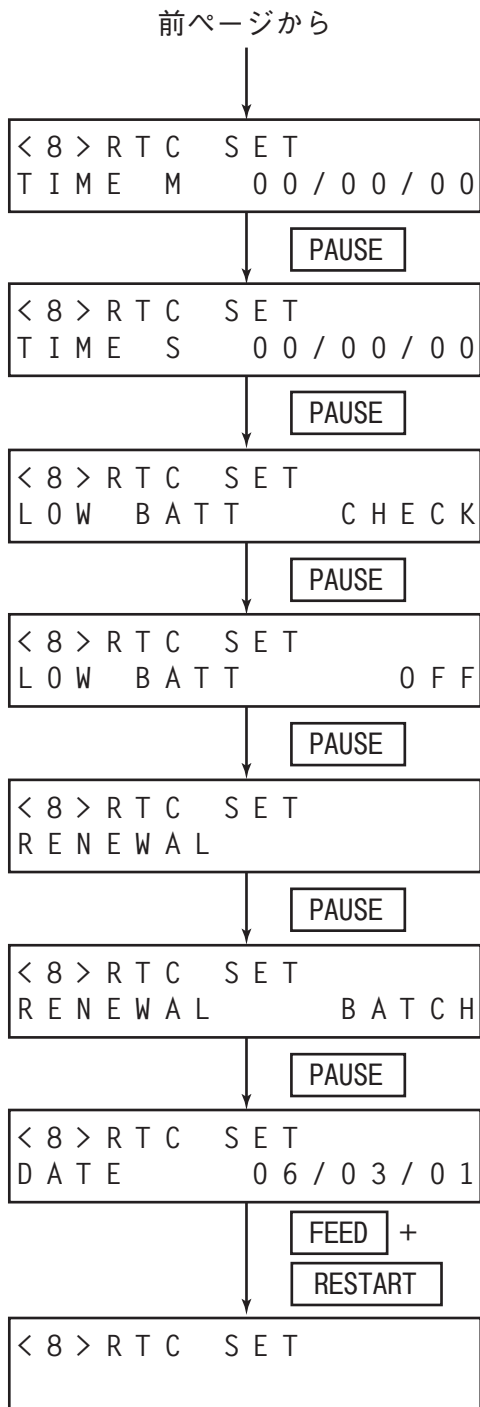 前ページから
<8>RTC SET
TIME M 00/00/00
PAUSE
<8>RTC SET
TIME S 00/00/00
PAUSE
<8>RTC SET
LOW BATT CHECK
PAUSE
<8>RTC SET
LOW BATT OFF
PAUSE
<8>RTC SET
RENEWAL
PAUSE
<8>RTC SET
RENEWAL BATCH
PAUSE
<8>RTC SET
DATE 06/03/01
FEED +
RESTART
<8>RTC SET